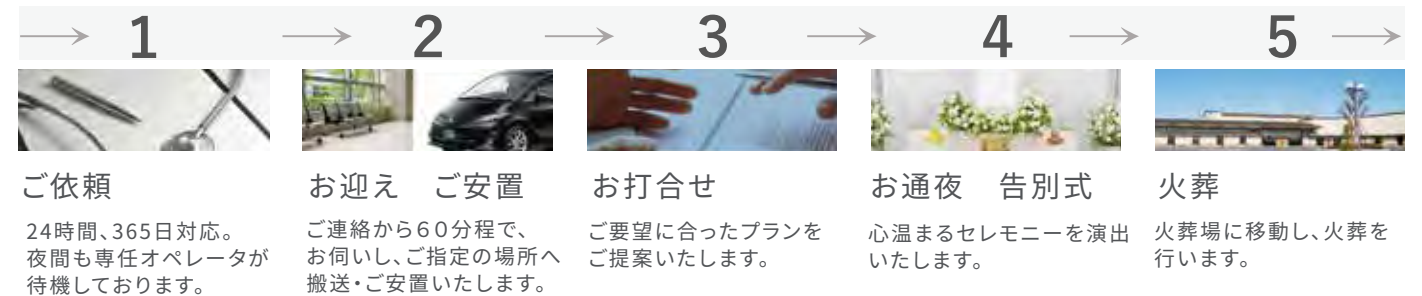 1
2
3
4
5
ご依頼
24時間、365日対応。
夜間も専任オペレータが
待機しております。
お迎え　ご安置
ご連絡から６０分程で、
お伺いし、ご指定の場所へ
搬送・ご安置いたします。
お打合せ
ご要望に合ったプランを
ご提案いたします。
お通夜　告別式
心温まるセレモニーを演出
いたします。
火葬
火葬場に移動し、火葬を
行います。